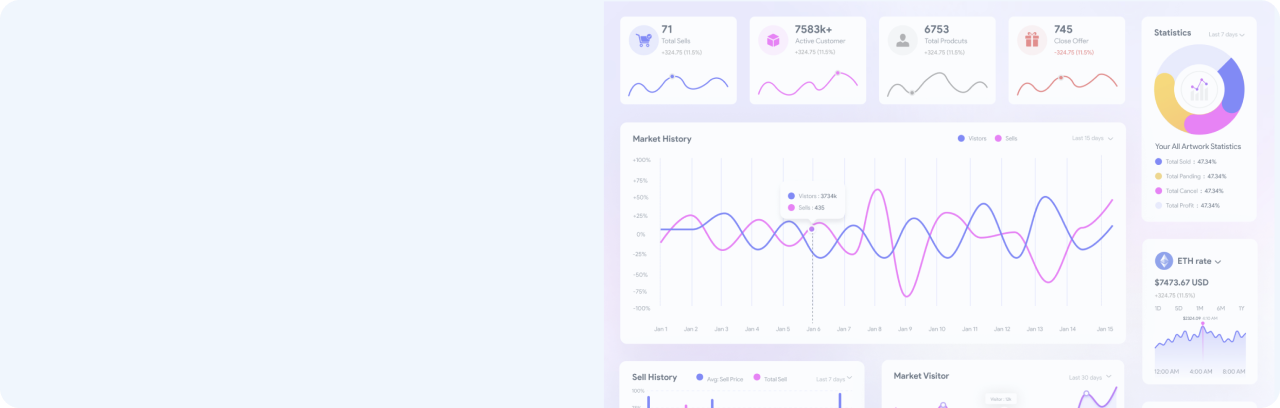 71
Total Sells
+324.75 (11.5%)
7583k+
Active Customer
+324.75 (11.5%)
6753
Total Prodcuts
+324.75 (11.5%)
745
Close Offer
-324.75 (11.5%)
Statistics
Last 7 days
Your All Artwork Statistics
Total Sold : 47.34%
Total Panding : 47.34%
Total Cancel : 47.34%
Total Profit : 47.34%
Market History
Vistors
Sells
Last 15 days
+100%
+75%
+50%
+25%
0%
-25%
-50%
-75%
-100%
Vistors : 3734k
Sells : 435
Jan 1 Jan 2 Jan 3 Jan 4 Jan 5 Jan 6 Jan 7 Jan 8 Jan 9 Jan 10 Jan 11 Jan 12 Jan 13 Jan 14 Jan 15
ETH rate
$7473.67 USD
+324.75 (11.5%)
1D 5D 1M 6M 1Y
4:15 AM
12:00 AM 4:00 AM 8:00 AM
Sell History
Avg: Sell Price
Total Sell
Last 7 days
100%
Market Visitor
Last 30 days